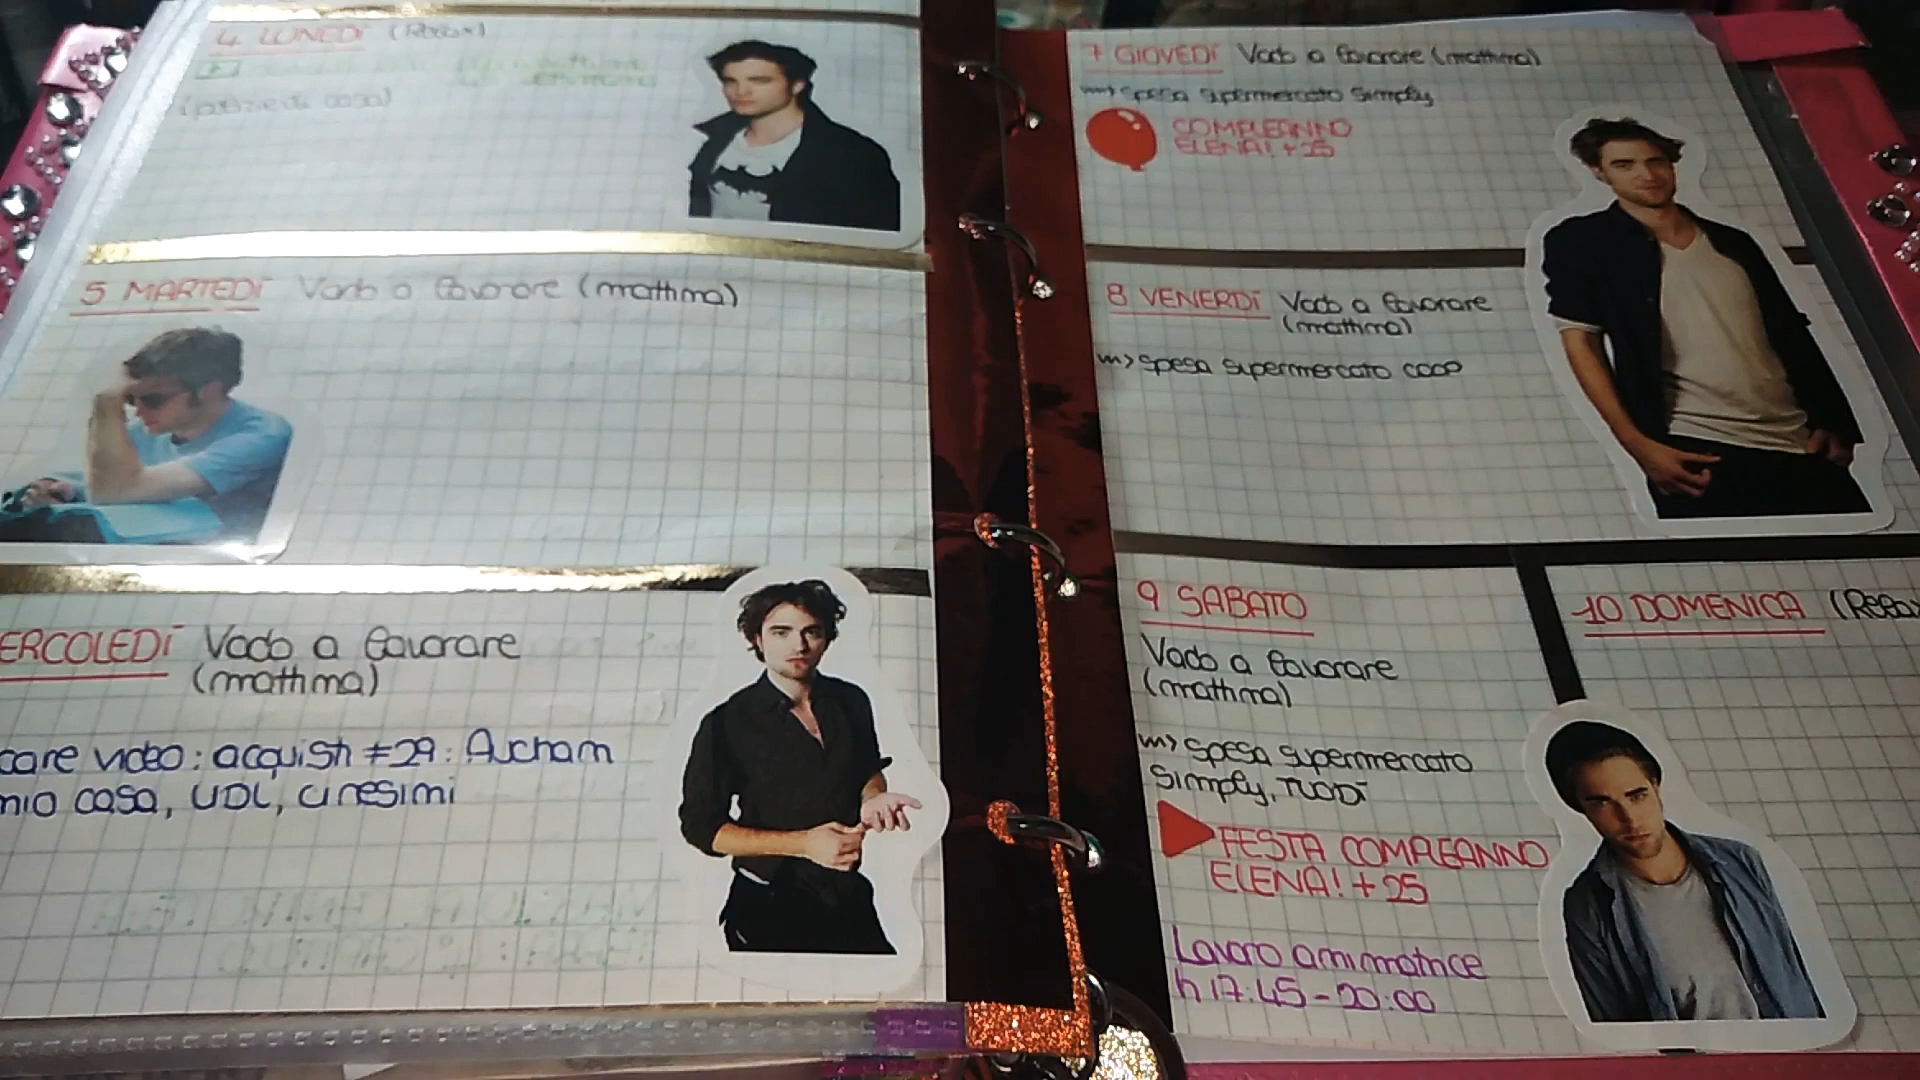 4 LUNEDÌ (Relax)
(pulizie di casa)
5 MARTEDÌ Vado a lavorare (mattina)
ERCOLEDÌ Vado a lavorare
(mattina)
care video: acquisti #29: Auchan
mio casa, UDL, cinesini
7 GIOVEDÌ Vado a lavorare (mattina)
spesa supermercato Simply
COMPLEANNO
ELENA! +25
8 VENERDÌ Vado a lavorare
(mattina)
spesa supermercato coop
9 SABATO
Vado a lavorare
(mattina)
spesa supermercato
Simply, TUODÌ
FESTA COMPLEANNO
ELENA! +25
Lavoro animatrice
h 17:45-20:00
10 DOMENICA (Relax